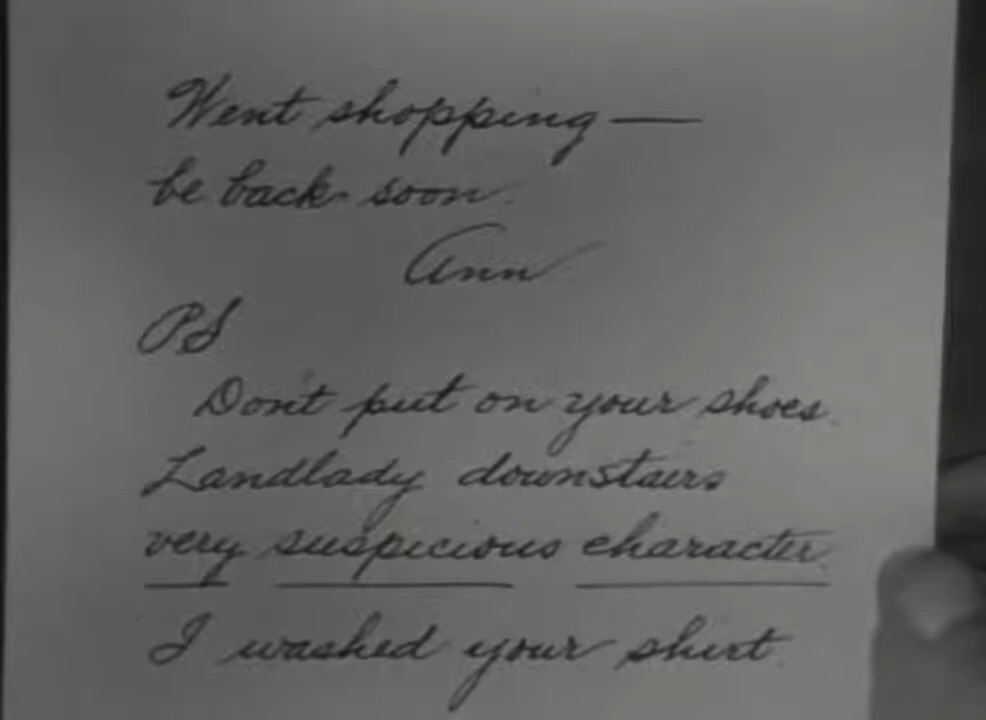 Went shopping —
be back soon.
Ann
PS
Don't put on your shoes.
Landlady downstairs
very suspicious character.
I washed your shirt.